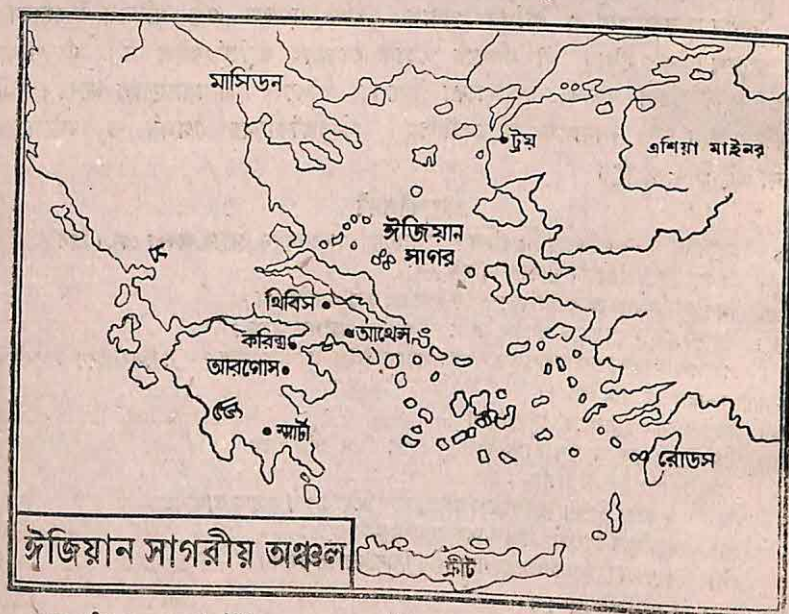 মাসিডন
ট্রয়
এশিয়া মাইনর
ঈজিয়ান
সাগর
থিবিস
আথেন্স
করিন্থ
আরগোস
স্পার্টা
রোডস
ঈজিয়ান সাগরীয় অঞ্চল
ক্রীট